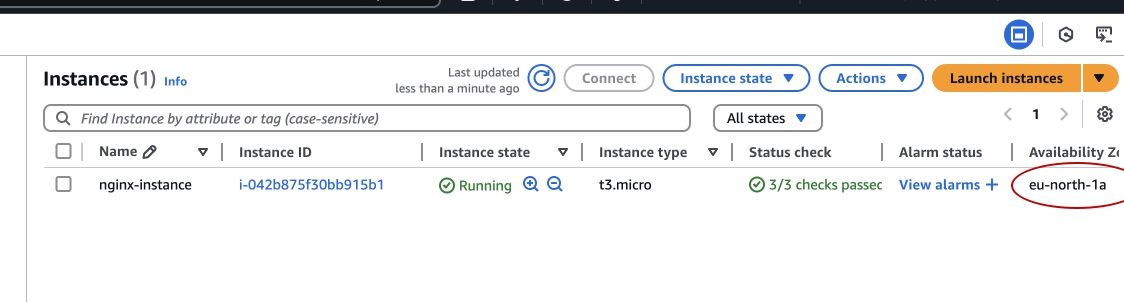 Instances (1) Info
Last updated
less than a minute ago
Connect
Instance state
Actions
Launch instances
Find Instance by attribute or tag (case-sensitive)
All states
1
Name Instance ID Instance state Instance type Status check Alarm status Availability Z
nginx-instance i-042b875f30bb915b1 Running t3.micro 3/3 checks passec View alarms + eu-north-1a